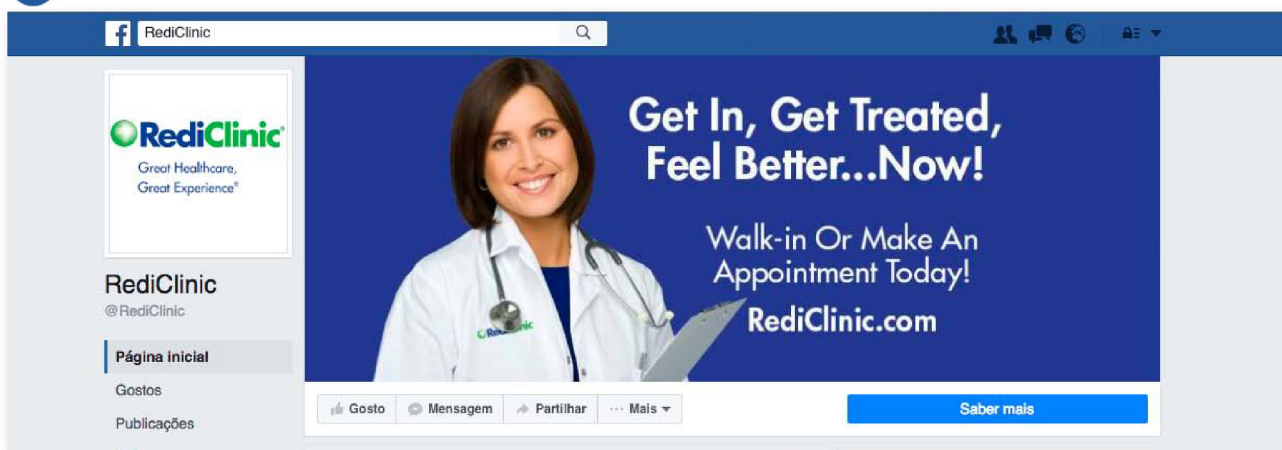 RediClinic
RediClinic
Great Healthcare,
Great Experience®
RediClinic
@RediClinic
Página inicial
Gostos
Publicações
Get In, Get Treated,
Feel Better...Now!
Walk-in Or Make An
Appointment Today!
RediClinic.com
Gosto Mensagem Partilhar ··· Mais
Saber mais